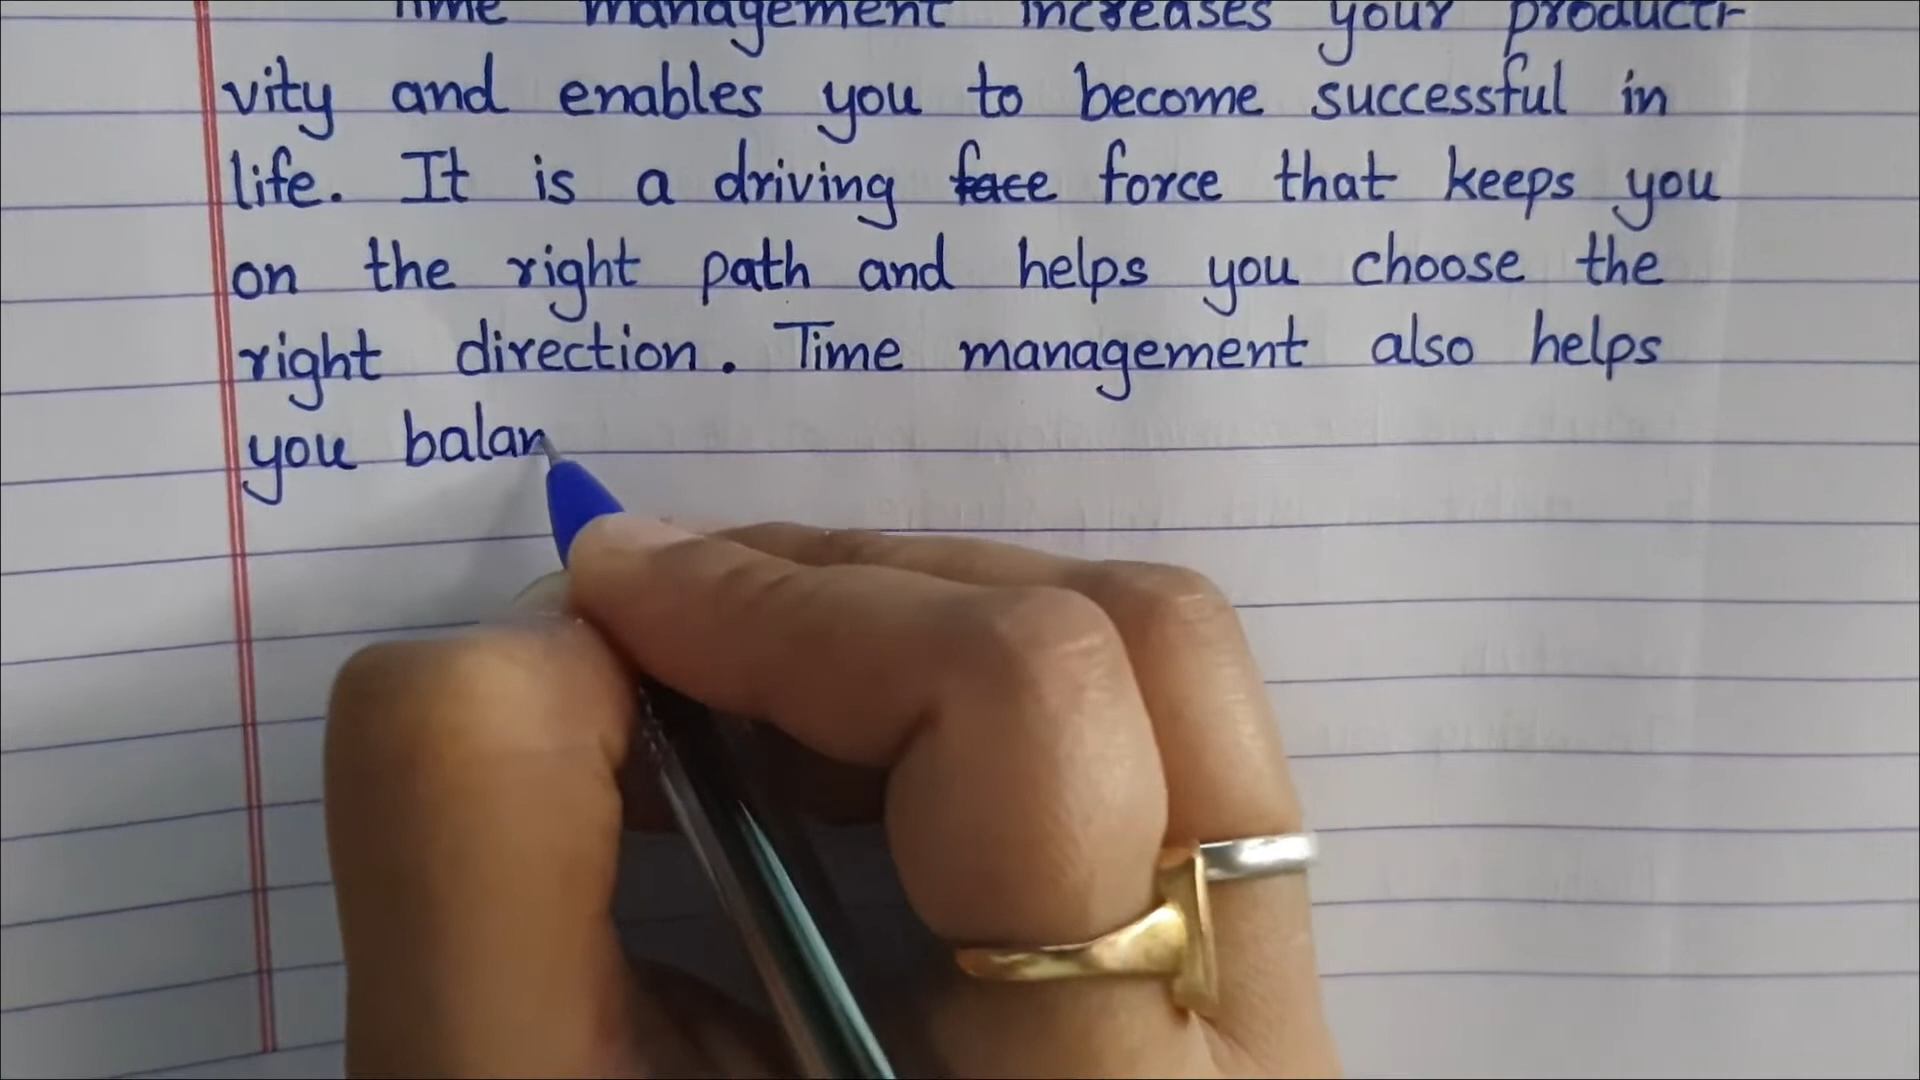 Time management increases your producti-
vity and enables you to become successful in
life. It is a driving face force that keeps you
on the right path and helps you choose the
right direction. Time management also helps
you balan